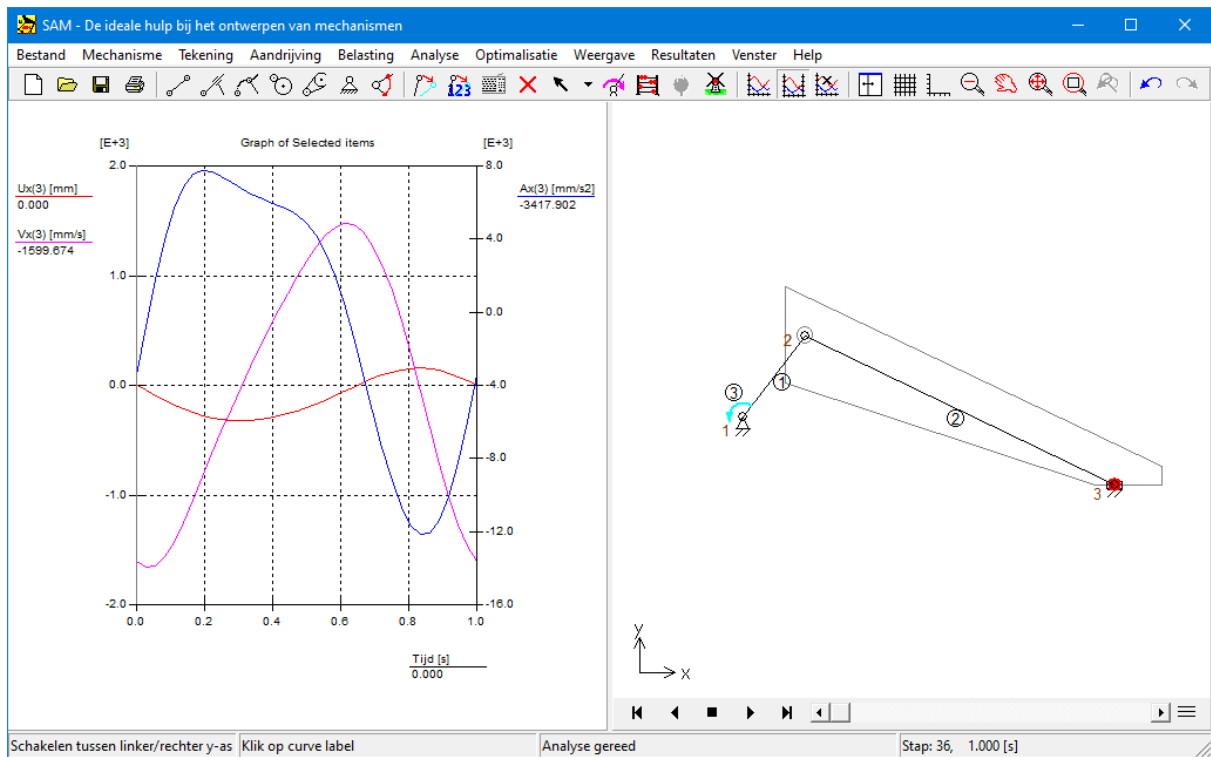 SAM - De ideale hulp bij het ontwerpen van mechanismen
Bestand Mechanisme Tekening Aandrijving Belasting Analyse Optimalisatie Weergave Resultaten Venster Help
123
[E+3] Graph of Selected items [E+3]
2.0 8.0
Ux(3) [mm] Ax(3) [mm/s2]
0.000 -3417.902
Vx(3) [mm/s]
-1599.674
4.0
1.0
0.0
0.0 -4.0
-8.0
-1.0
-12.0
-2.0 -16.0
0.0 0.2 0.4 0.6 0.8 1.0
Tijd [s]
0.000
2
1
3
1
2
3
y
x
Schakelen tussen linker/rechter y-as Klik op curve label Analyse gereed Stap: 36, 1.000 [s]